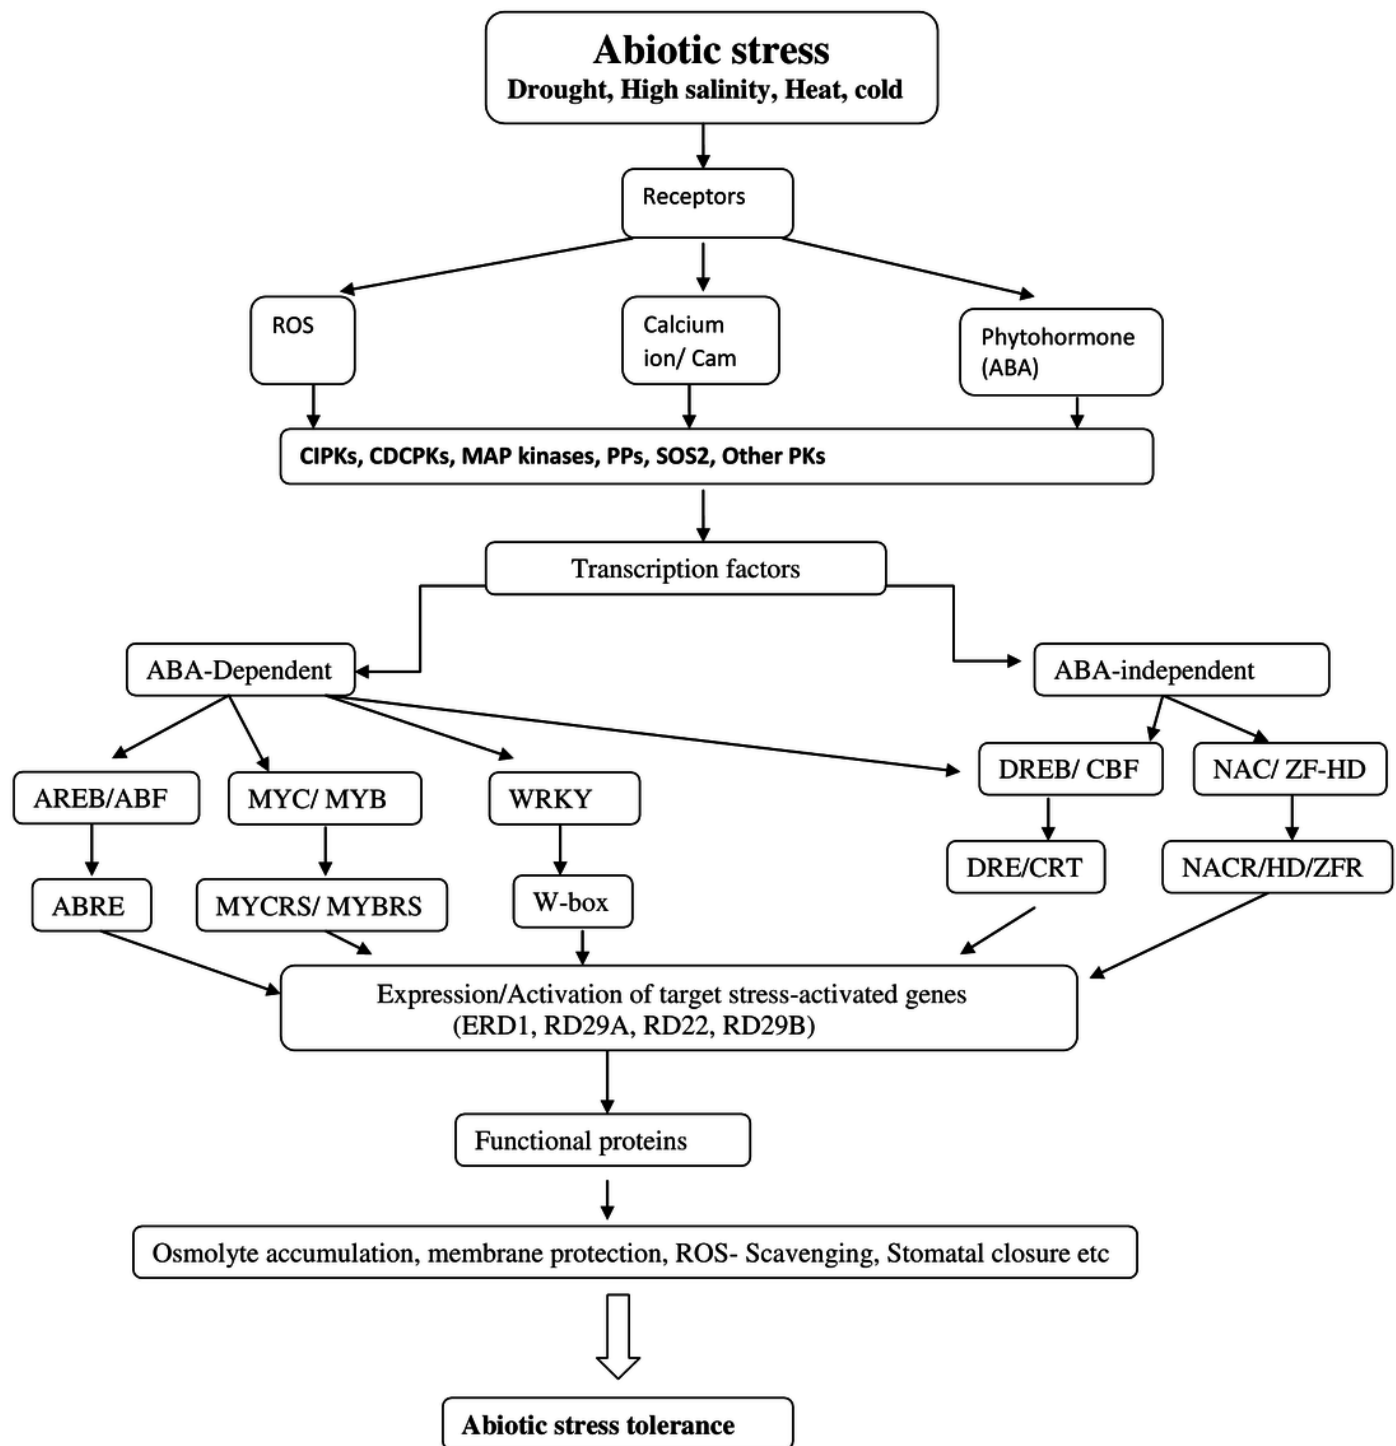 Abiotic stress
Drought, High salinity, Heat, cold
Receptors
ROS
Calcium
ion/ Cam
Phytohormone
(ABA)
CIPKs, CDCPKs, MAP kinases, PPs, SOS2, Other PKs
Transcription factors
ABA-Dependent
ABA-independent
AREB/ABF
MYC/ MYB
WRKY
DREB/ CBF
NAC/ ZF-HD
ABRE
MYCRS/ MYBRS
W-box
DRE/CRT
NACR/HD/ZFR
Expression/Activation of target stress-activated genes
(ERD1, RD29A, RD22, RD29B)
Functional proteins
Osmolyte accumulation, membrane protection, ROS- Scavenging, Stomatal closure etc
Abiotic stress tolerance